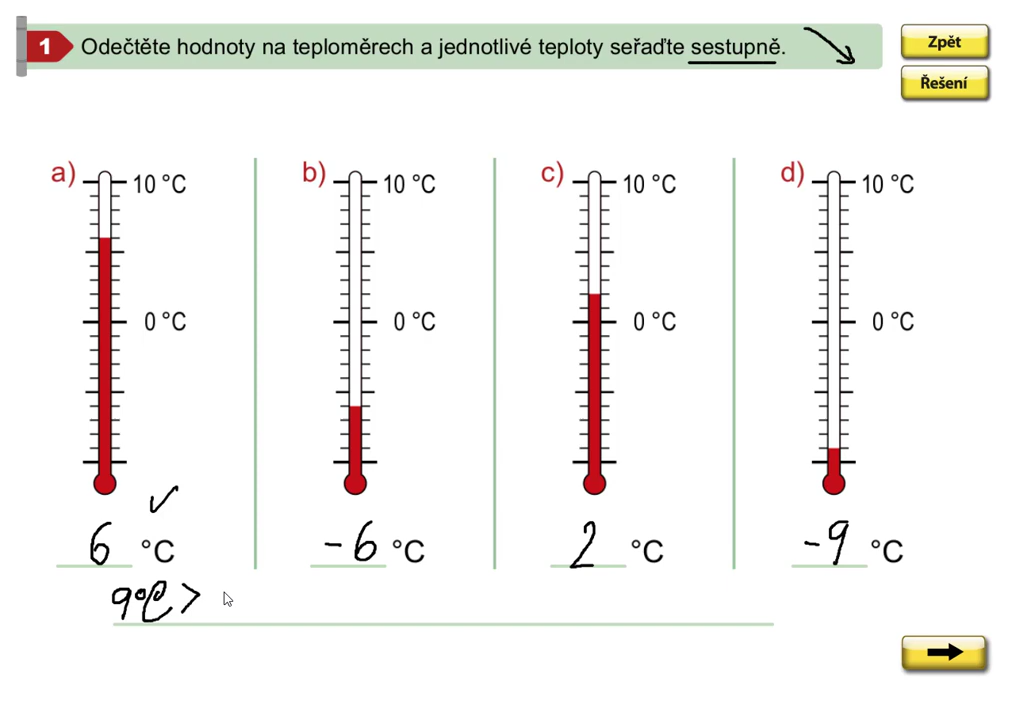 1 Odečtěte hodnoty na teploměrech a jednotlivé teploty seřaďte sestupně.
Zpět
Řešení
a) 10 °C
0 °C
6 °C
b) 10 °C
0 °C
-6 °C
c) 10 °C
0 °C
2 °C
d) 10 °C
0 °C
-9 °C
9°C >